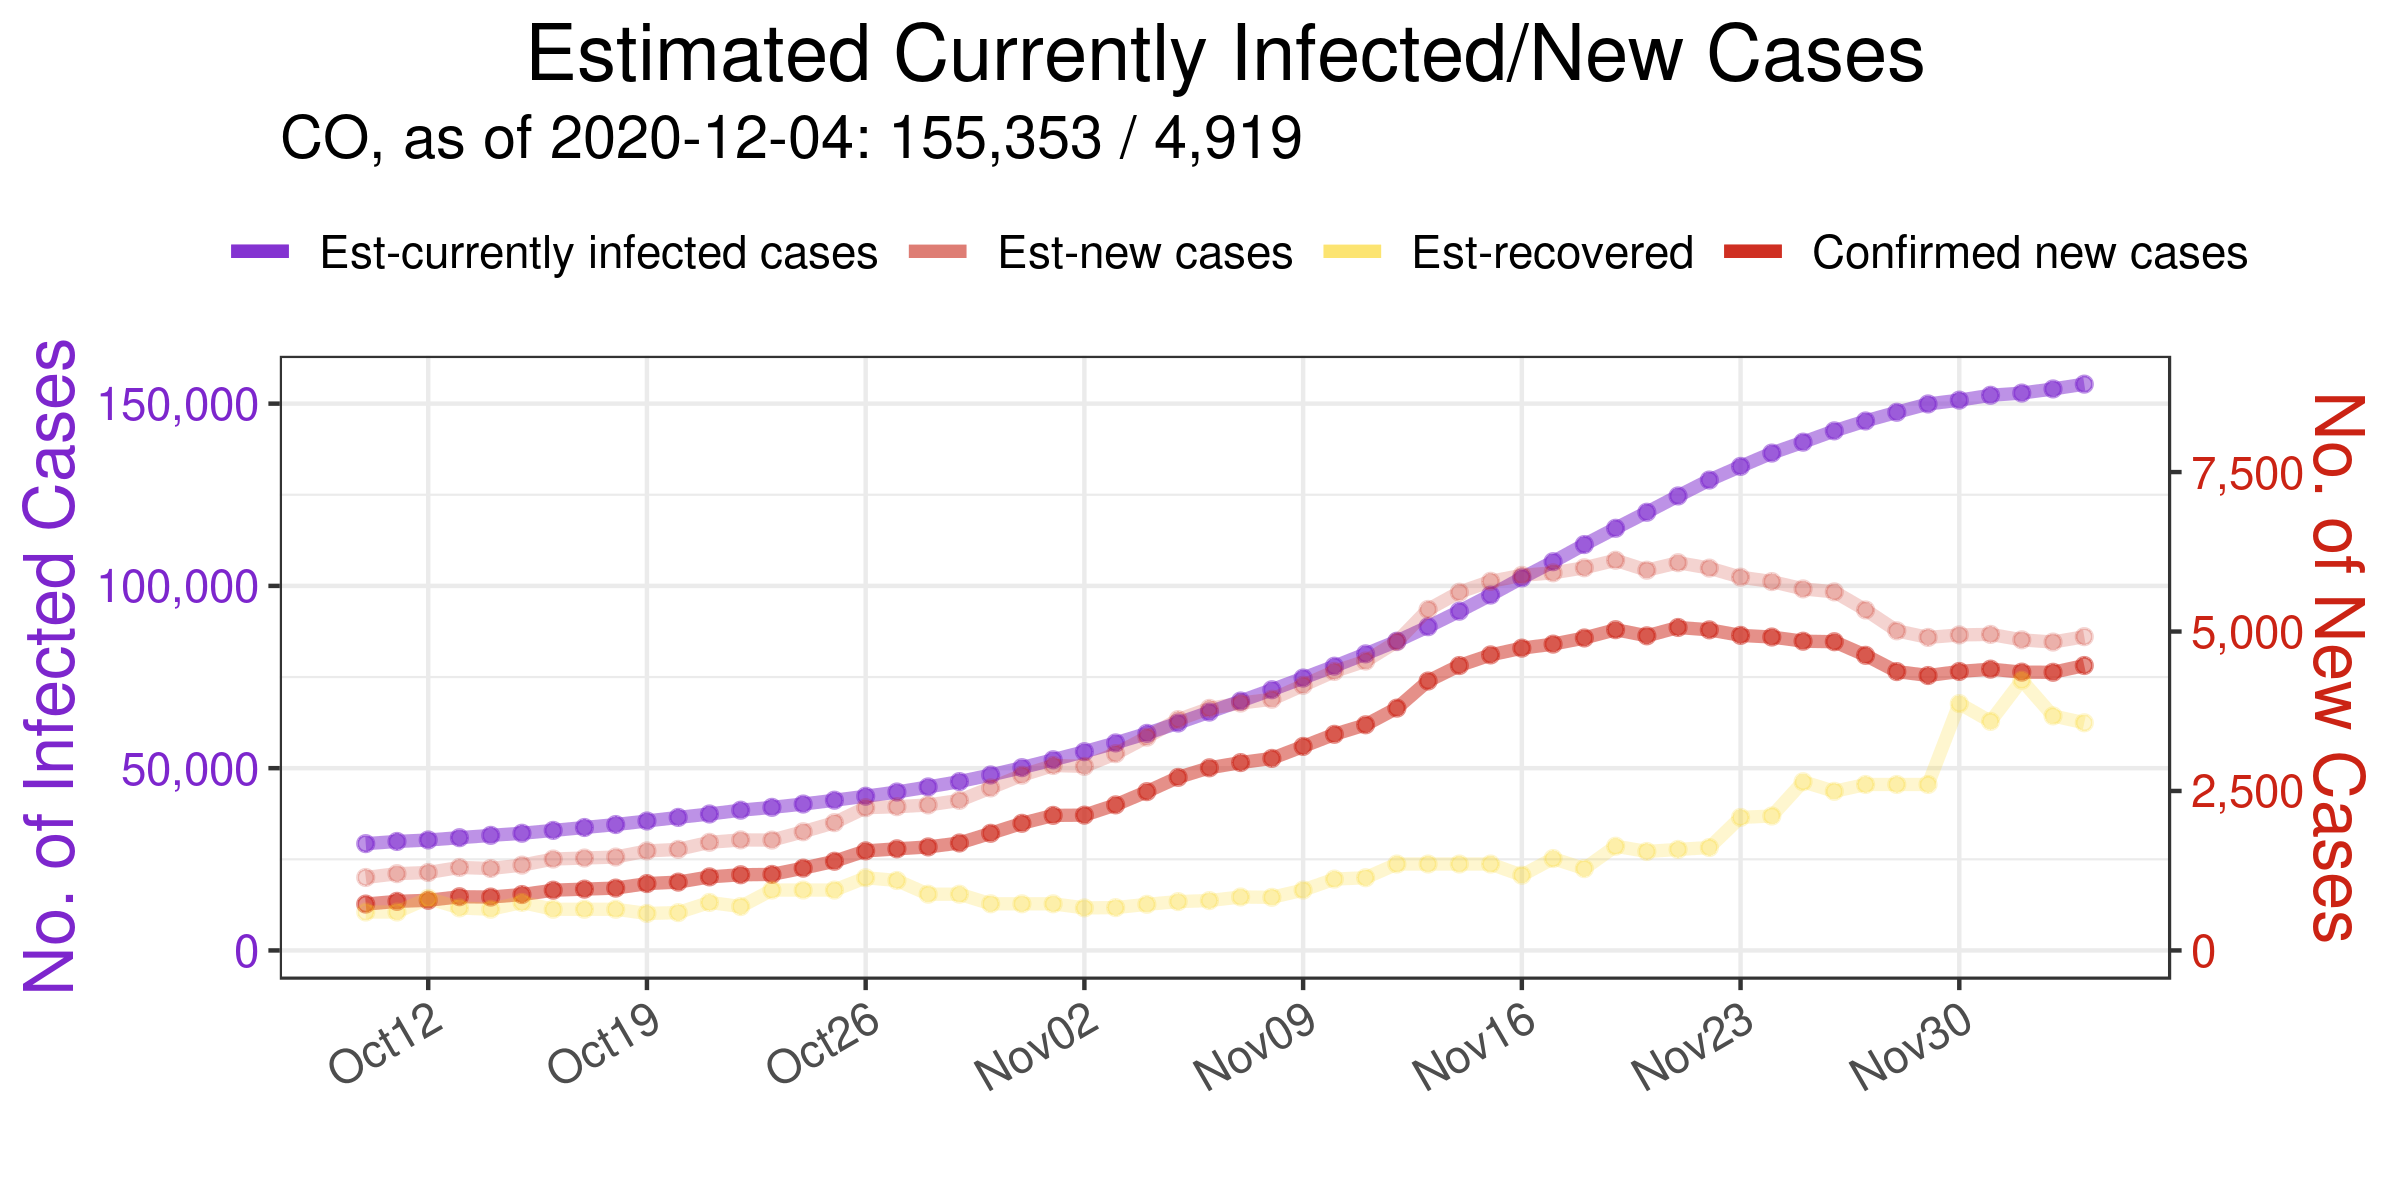 Estimated Currently Infected/New Cases
CO, as of 2020-12-04: 155,353 / 4,919
Est-currently infected cases Est-new cases Est-recovered Confirmed new cases
No. of Infected Cases
150,000
100,000
50,000
0
7,500
5,000
2,500
0
No. of New Cases
Oct12 Oct19 Oct26 Nov02 Nov09 Nov16 Nov23 Nov30